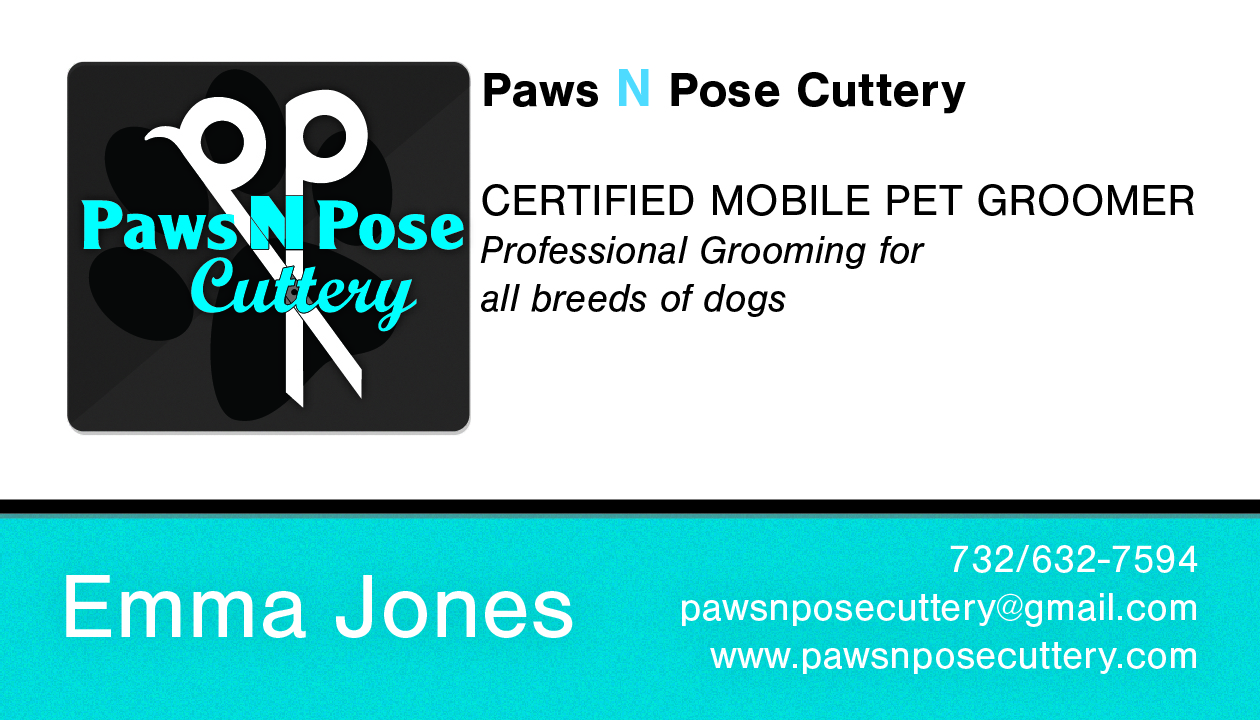 Paws N Pose
Cuttery
Paws N Pose Cuttery
CERTIFIED MOBILE PET GROOMER
Professional Grooming for
all breeds of dogs
Emma Jones
732/632-7594
pawsnposecuttery@gmail.com
www.pawsnposecuttery.com